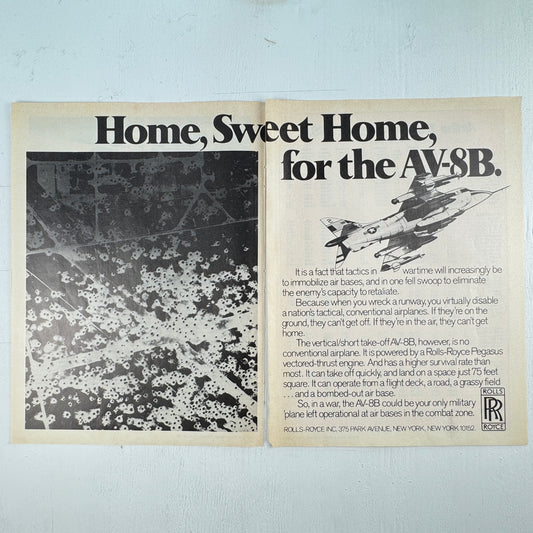 Home, Sweet Home,
for the AV-8B.
It is a fact that tactics in wartime will increasingly be
to immobilize air bases, and in one fell swoop to eliminate
the enemy's capacity to retaliate.
Because when you wreck a runway, you virtually disable
a nation's tactical, conventional airplanes. If they're on the
ground, they can't get off. If they're in the air, they can't get
home.
The vertical/short take-off AV-8B, however, is no
conventional airplane. It is powered by a Rolls-Royce Pegasus
vectored-thrust engine. And has a higher survival rate than
most. It can take off quickly, and land on a space just 75 feet
square. It can operate from a flight deck, a road, a grassy field
...and a bombed-out air base.
So, in a war, the AV-8B could be your only military
'plane left operational at air bases in the combat zone.
ROLLS-ROYCE INC. 375 PARK AVENUE, NEW YORK, NEW YORK 10152.
ROLLS
RR
ROYCE